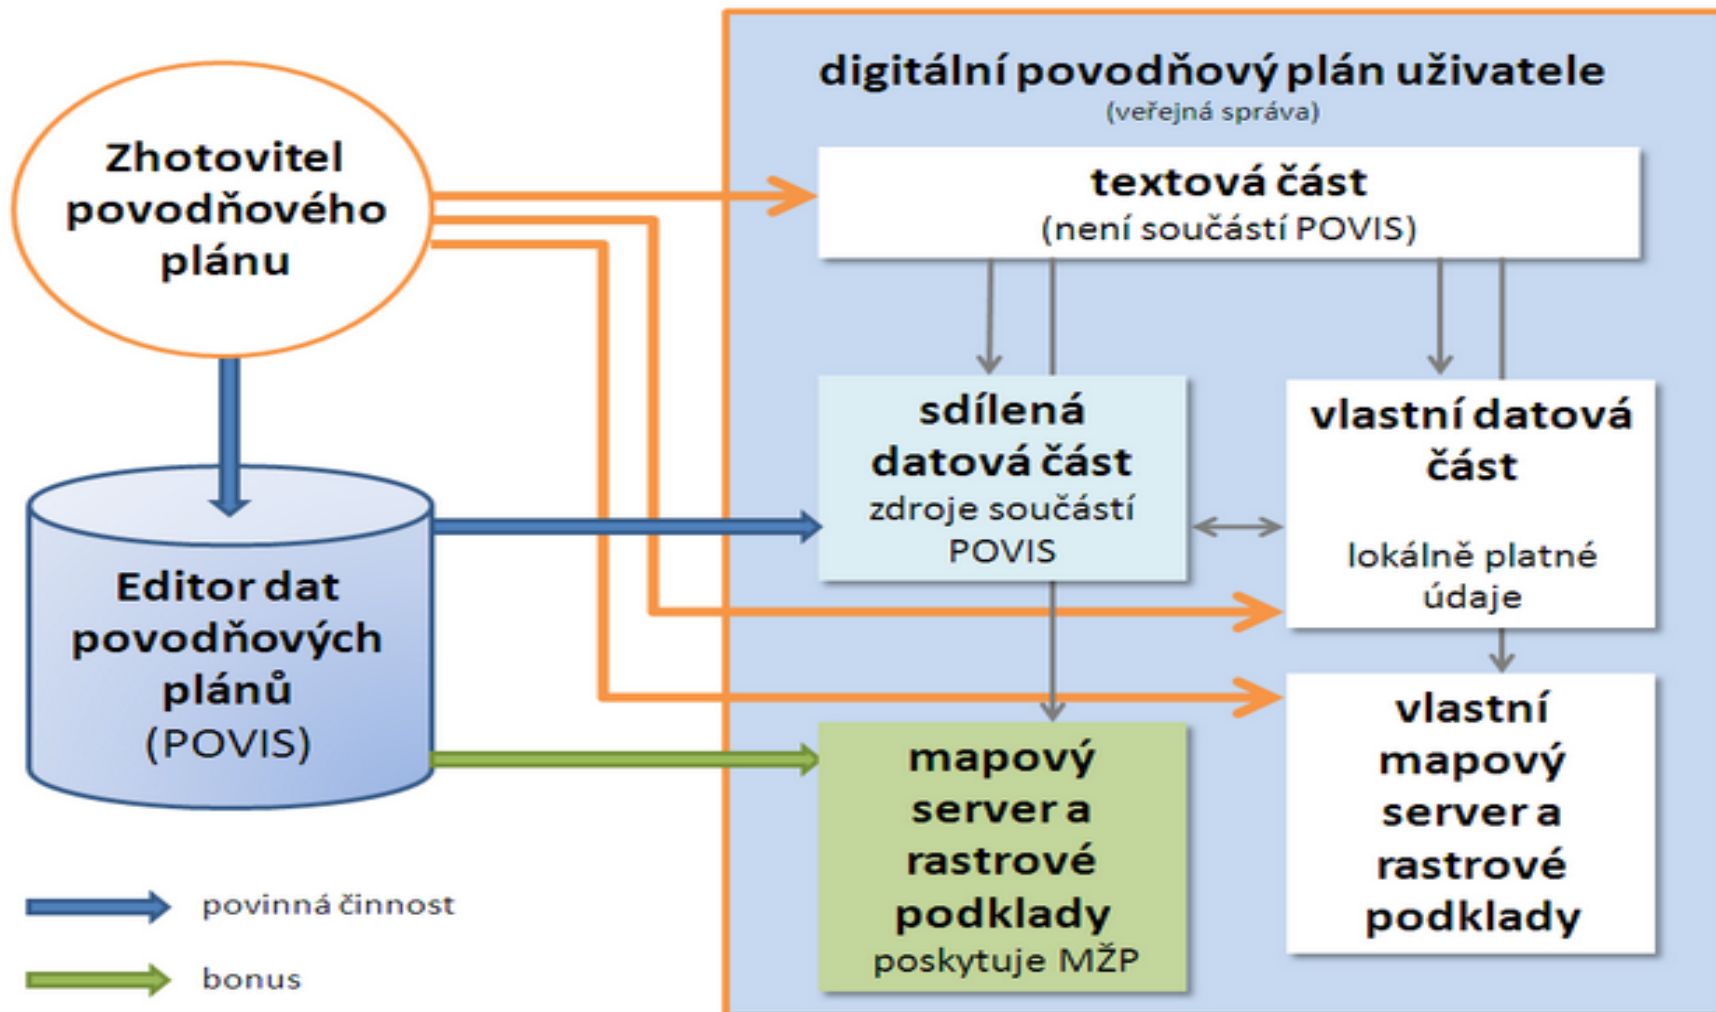 digitální povodňový plán uživatele
(veřejná správa)
Zhotovitel
povodňového
plánu
textová část
(není součástí POVIS)
sdílená
datová část
zdroje součástí
POVIS
vlastní datová
část
lokálně platné
údaje
Editor dat
povodňových
plánů
(POVIS)
mapový
server a
rastrové
podklady
poskytuje MŽP
vlastní
mapový
server a
rastrové
podklady
povinná činnost
bonus